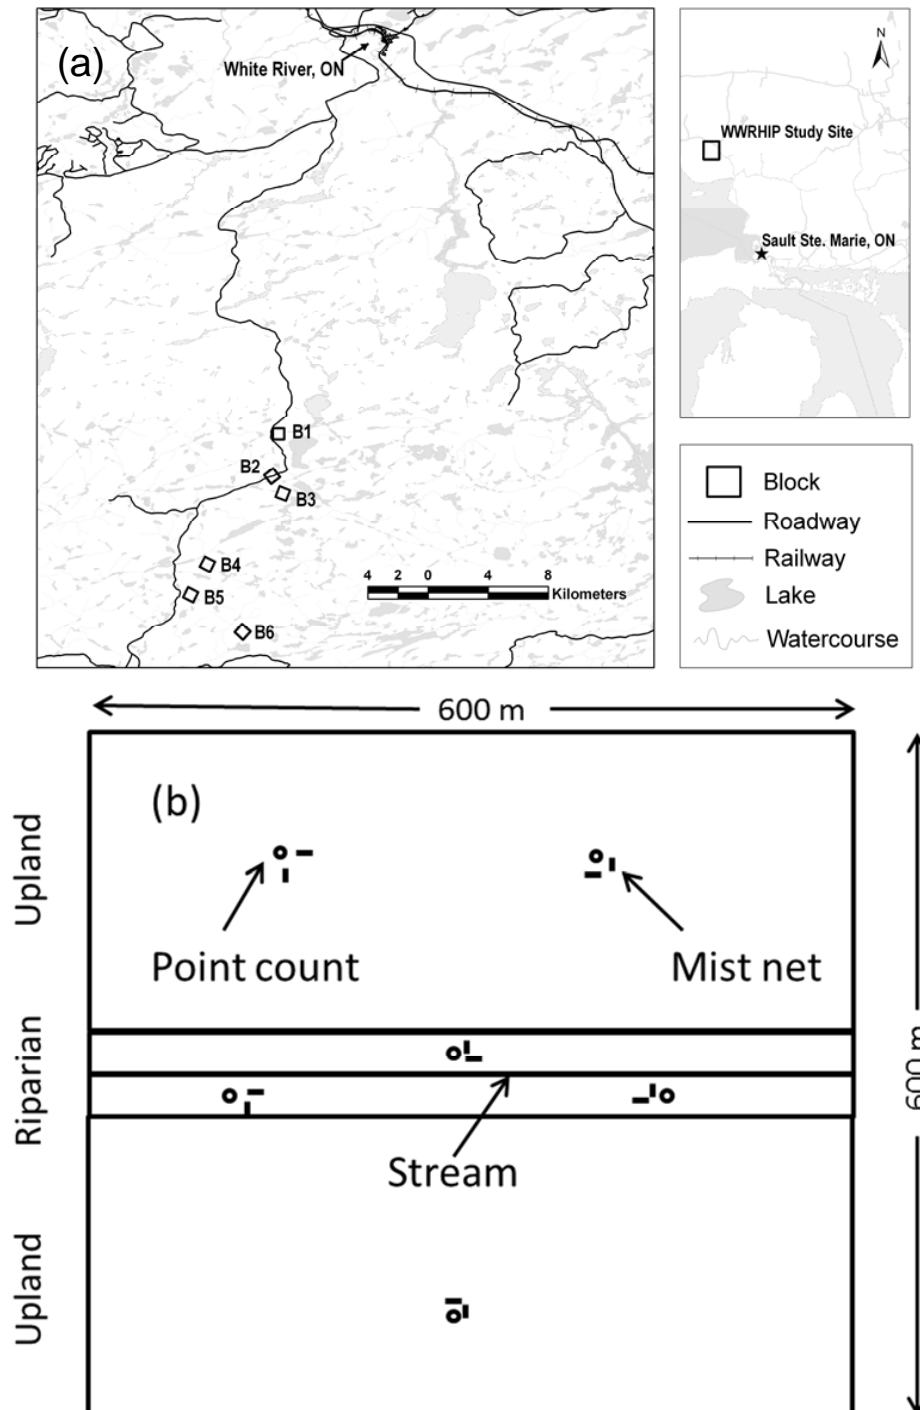 (a)
White River, ON
B1
B2
B3
B4
B5
B6
4 2 0 4 8
Kilometers
N
WWRHIP Study Site
Sault Ste. Marie, ON
Block
Roadway
Railway
Lake
Watercourse
600 m
(b)
Upland
Point count
Mist net
Riparian
600 m
Stream
Upland